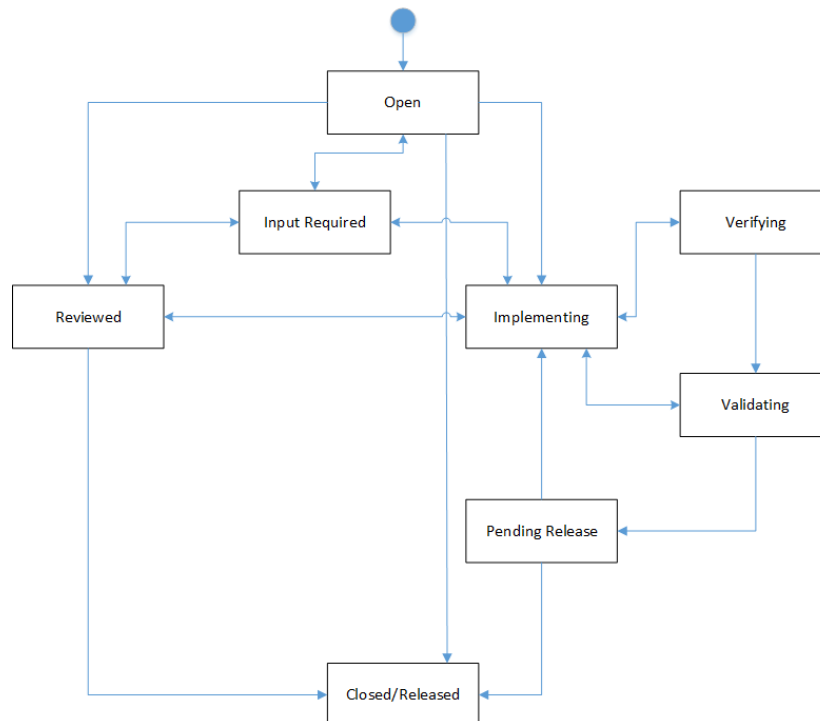 Open
Input Required
Verifying
Reviewed
Implementing
Validating
Pending Release
Closed/Released